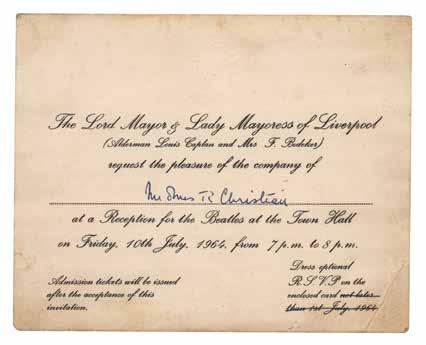 The Lord Mayor & Lady Mayoress of Liverpool
(Alderman Louis Caplan and Mrs F. Bodeker)
request the pleasure of the company of
Mr & Mrs R Christian
at a Reception for the Beatles at the Town Hall
on Friday, 10th July, 1964, from 7 p.m. to 8 p.m.
Admission tickets will be issued
after the acceptance of this
invitation.
Dress optional
R.S.V.P on the
enclosed card not later
than 1st July, 1964